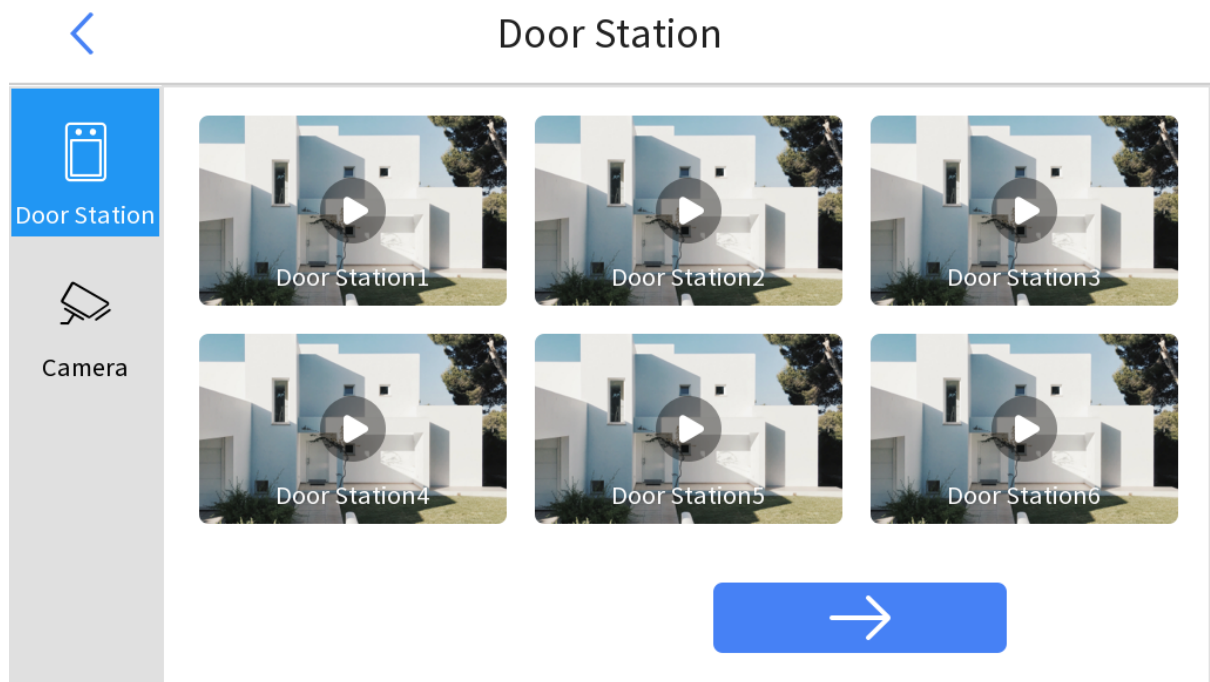 Door Station
Door Station
Camera
Door Station1
Door Station2
Door Station3
Door Station4
Door Station5
Door Station6